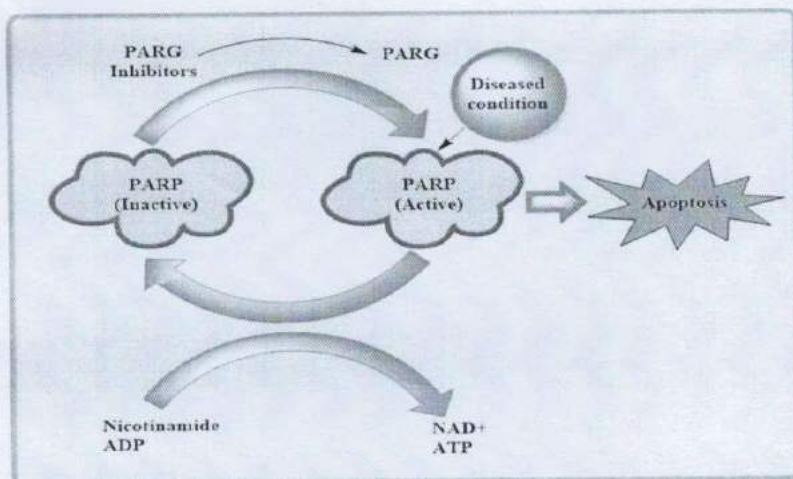 PARG
Inhibitors
PARG
Diseased
condition
PARP
(Inactive)
PARP
(Active)
Apoptosis
Nicotinamide
ADP
NAD+
ATP